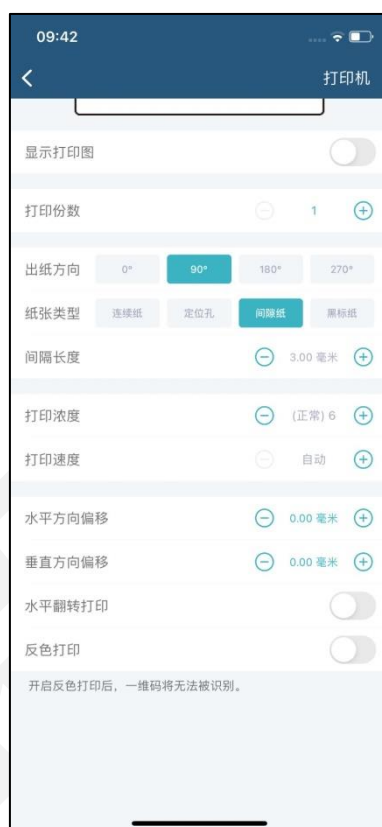 09:42
打印机
显示打印图
打印份数 1
出纸方向 0° 90° 180° 270°
纸张类型 连续纸 定位孔 间隙纸 黑标纸
间隔长度 3.00 毫米
打印浓度 (正常) 6
打印速度 自动
水平方向偏移 0.00 毫米
垂直方向偏移 0.00 毫米
水平翻转打印
反色打印
开启反色打印后，一维码将无法被识别。